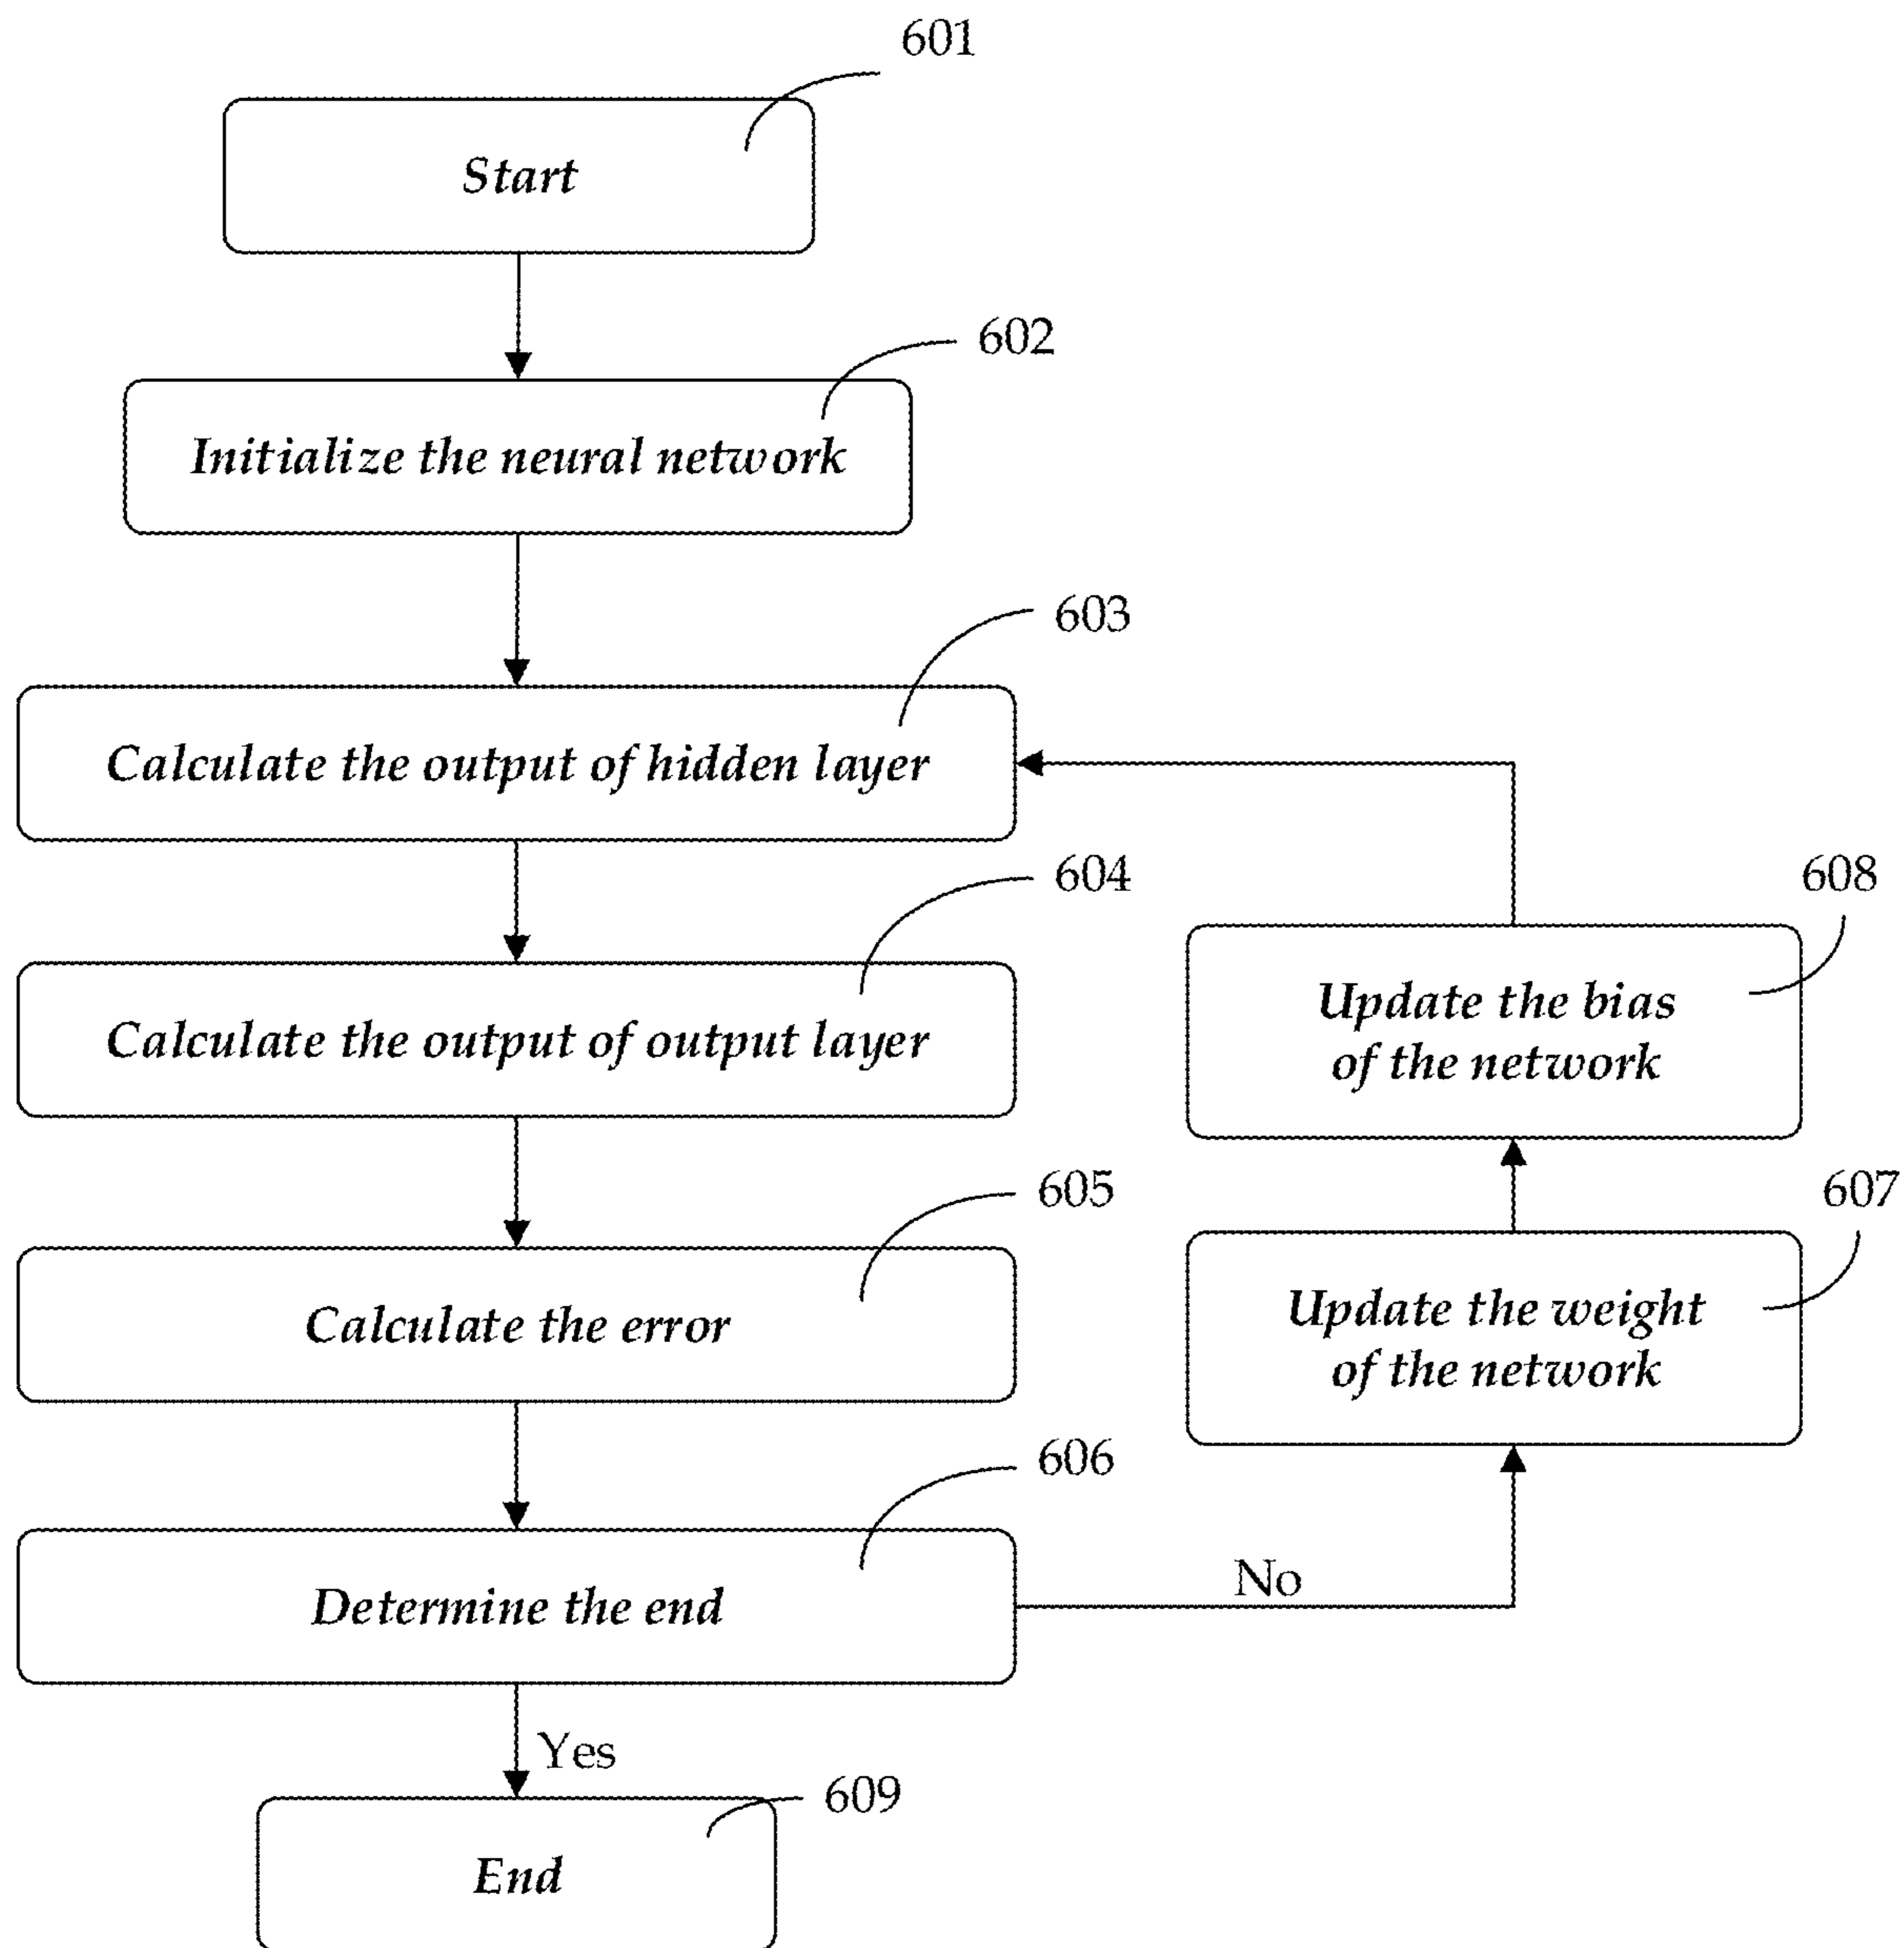 601
Start
602
Initialize the neural network
603
Calculate the output of hidden layer
604
Calculate the output of output layer
605
Calculate the error
606
Determine the end
No
607
Update the weight
of the network
608
Update the bias
of the network
Yes
609
End